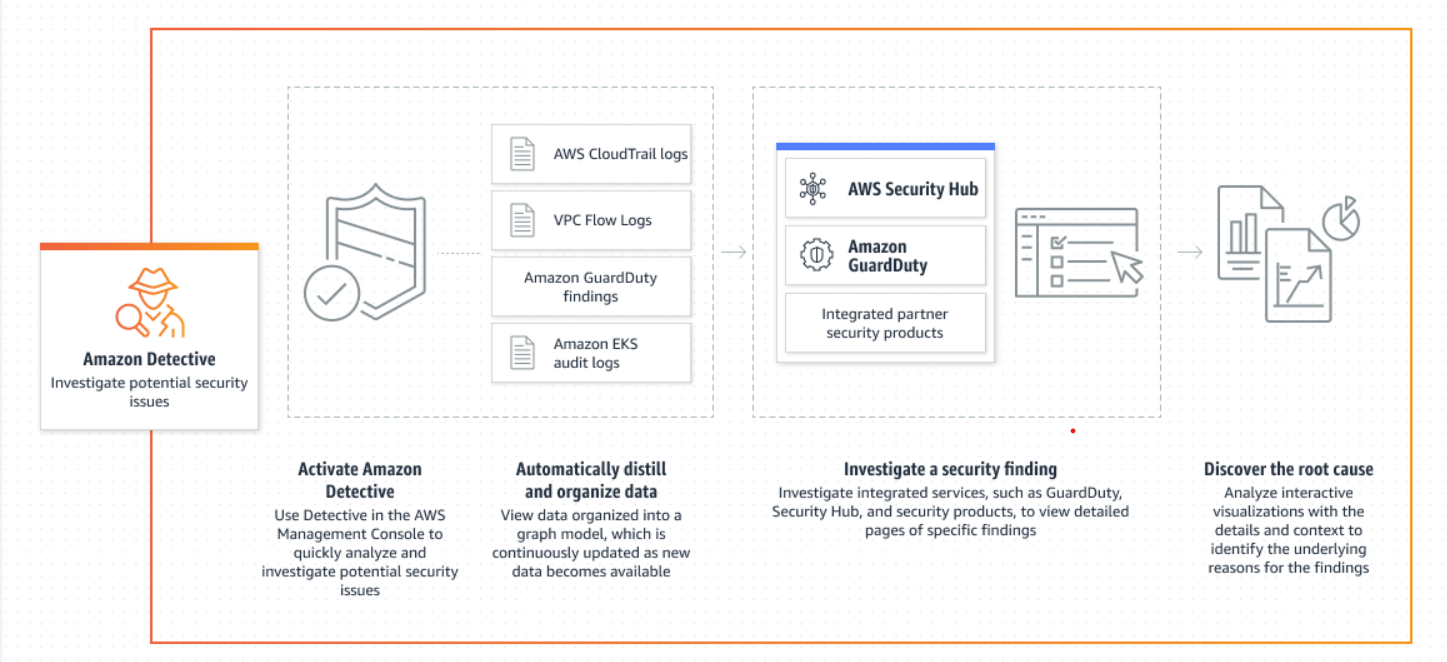 AWS CloudTrail logs
VPC Flow Logs
Amazon GuardDuty
findings
Amazon EKS
audit logs
AWS Security Hub
Amazon
GuardDuty
Integrated partner
security products
Amazon Detective
Investigate potential security
issues
Activate Amazon
Detective
Use Detective in the AWS
Management Console to
quickly analyze and
investigate potential security
issues
Automatically distill
and organize data
View data organized into a
graph model, which is
continuously updated as new
data becomes available
Investigate a security finding
Investigate integrated services, such as GuardDuty,
Security Hub, and security products, to view detailed
pages of specific findings
Discover the root cause
Analyze interactive
visualizations with the
details and context to
identify the underlying
reasons for the findings